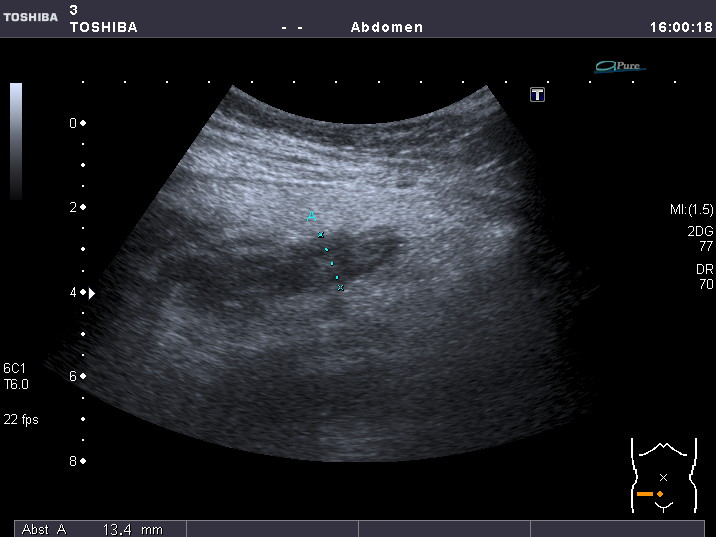 TOSHIBA
3
TOSHIBA
- - Abdomen
16:00:18
aPure
T
0
2
4
6
8
A
MI:(1.5)
2DG
77
DR
70
6C1
T6.0
22 fps
Abst A 13.4 mm